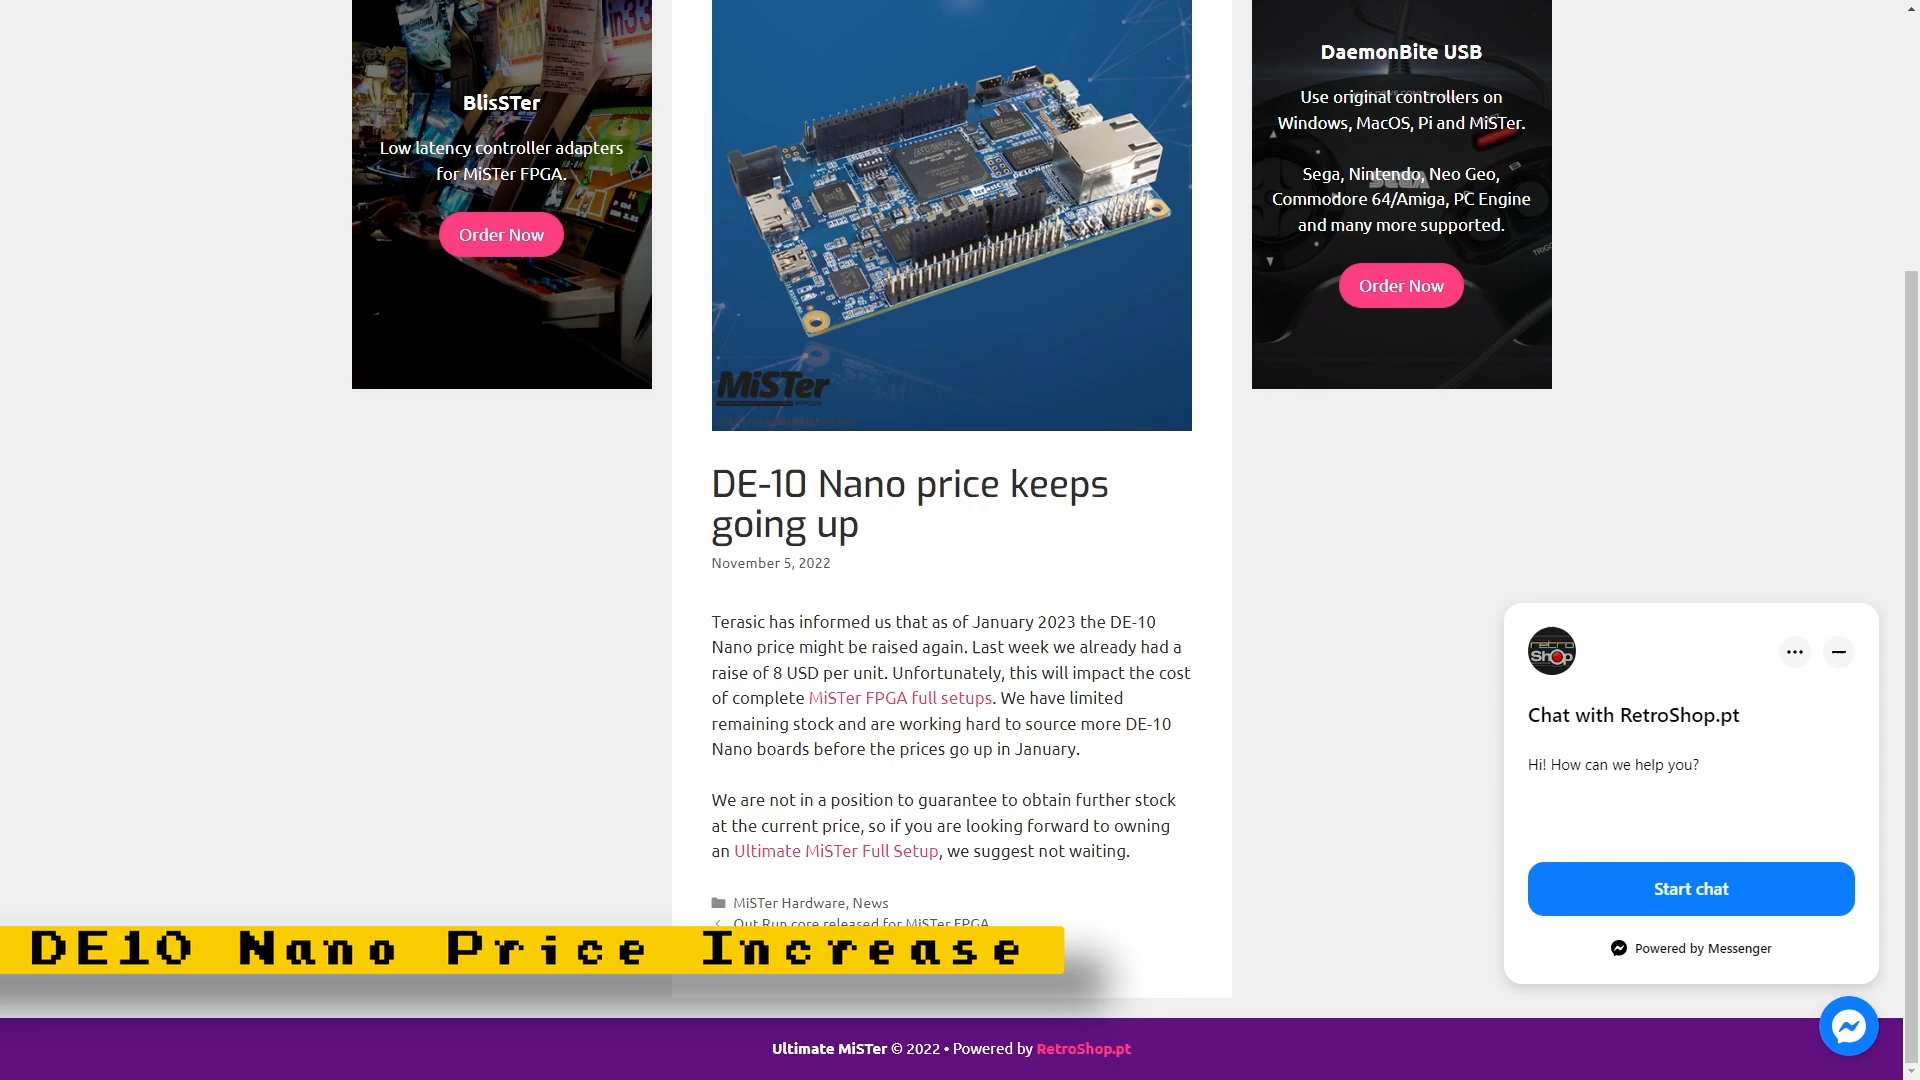 BlisSTer
Low latency controller adapters
for MiSTer FPGA.
Order Now
MiSTer
DE-10 Nano price keeps
going up
November 5, 2022
Terasic has informed us that as of January 2023 the DE-10
Nano price might be raised again. Last week we already had a
raise of 8 USD per unit. Unfortunately, this will impact the cost
of complete MiSTer FPGA full setups. We have limited
remaining stock and are working hard to source more DE-10
Nano boards before the prices go up in January.
We are not in a position to guarantee to obtain further stock
at the current price, so if you are looking forward to owning
an Ultimate MiSTer Full Setup, we suggest not waiting.
MiSTer Hardware, News
Out Run core released for MiSTer FPGA
DaemonBite USB
Use original controllers on
Windows, MacOS, Pi and MiSTer.
Sega, Nintendo, Neo Geo,
SEGA
Commodore 64/Amiga, PC Engine
and many more supported.
Order Now
retro
Shop
Chat with RetroShop.pt
Hi! How can we help you?
Start chat
Powered by Messenger
DE10 Nano Price Increase
Ultimate MiSTer © 2022 • Powered by RetroShop.pt